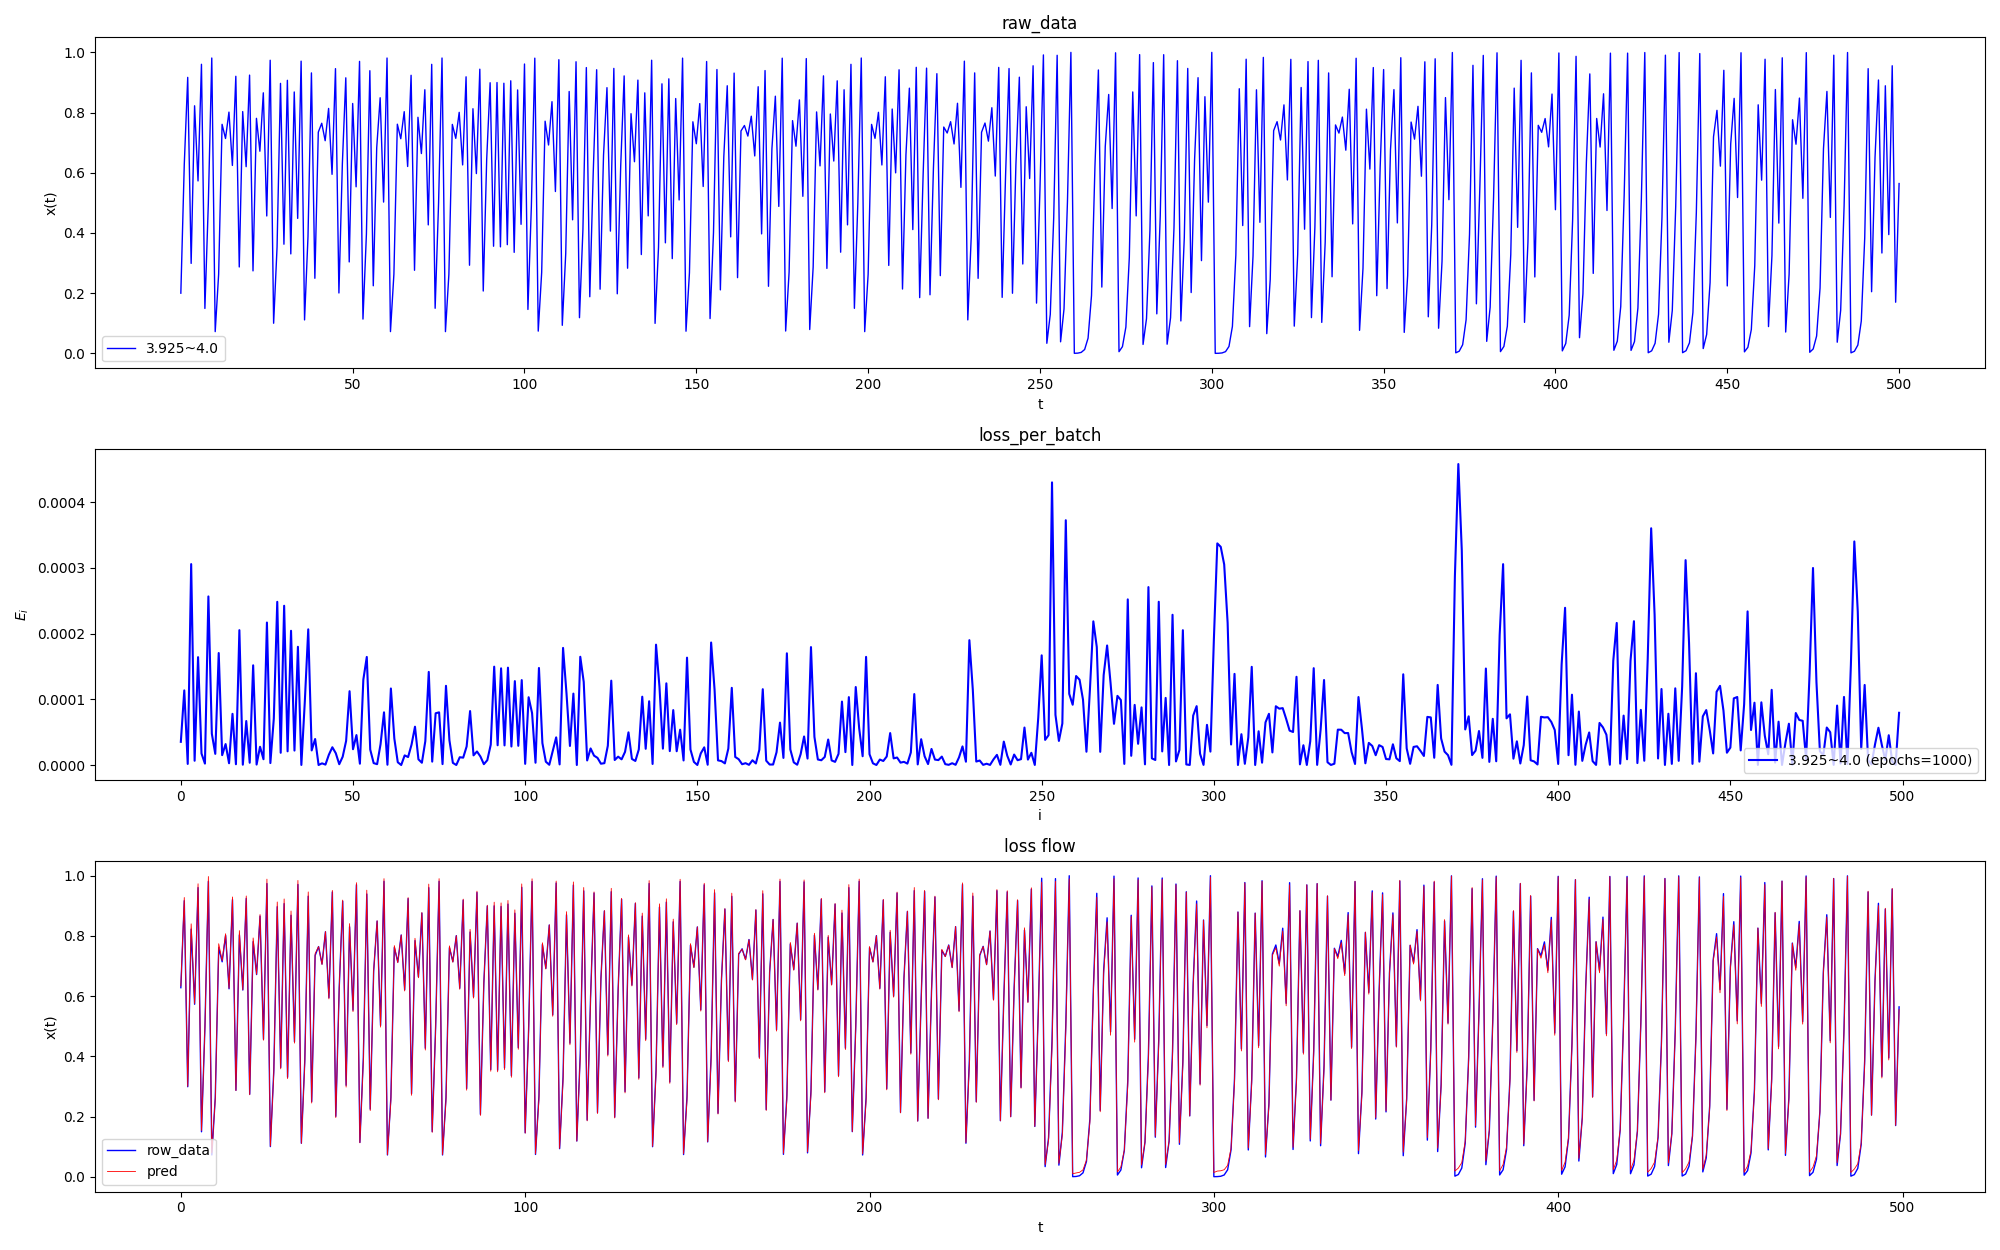 raw_data
x(t)
1.0
0.8
0.6
0.4
0.2
0.0
3.925~4.0
50 100 150 200 250 300 350 400 450 500
t
loss_per_batch
E_i
0.0004
0.0003
0.0002
0.0001
0.0000
3.925~4.0 (epochs=1000)
0 50 100 150 200 250 300 350 400 450 500
i
loss flow
x(t)
1.0
0.8
0.6
0.4
0.2
0.0
row_data
pred
0 100 200 300 400 500
t